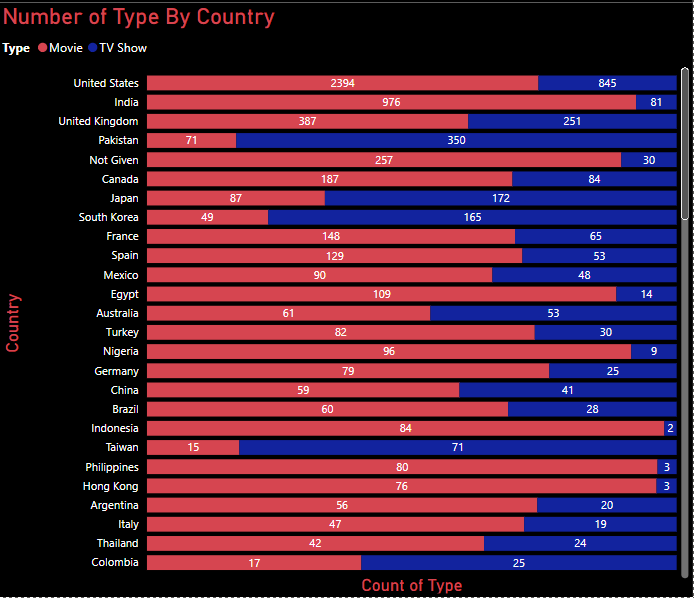 Number of Type By Country
Type Movie TV Show
United States 2394 845
India 976 81
United Kingdom 387 251
Pakistan 71 350
Not Given 257 30
Canada 187 84
Japan 87 172
South Korea 49 165
France 148 65
Spain 129 53
Mexico 90 48
Egypt 109 14
Australia 61 53
Turkey 82 30
Nigeria 96 9
Germany 79 25
China 59 41
Brazil 60 28
Indonesia 84 2
Taiwan 15 71
Philippines 80 3
Hong Kong 76 3
Argentina 56 20
Italy 47 19
Thailand 42 24
Colombia 17 25
Country
Count of Type